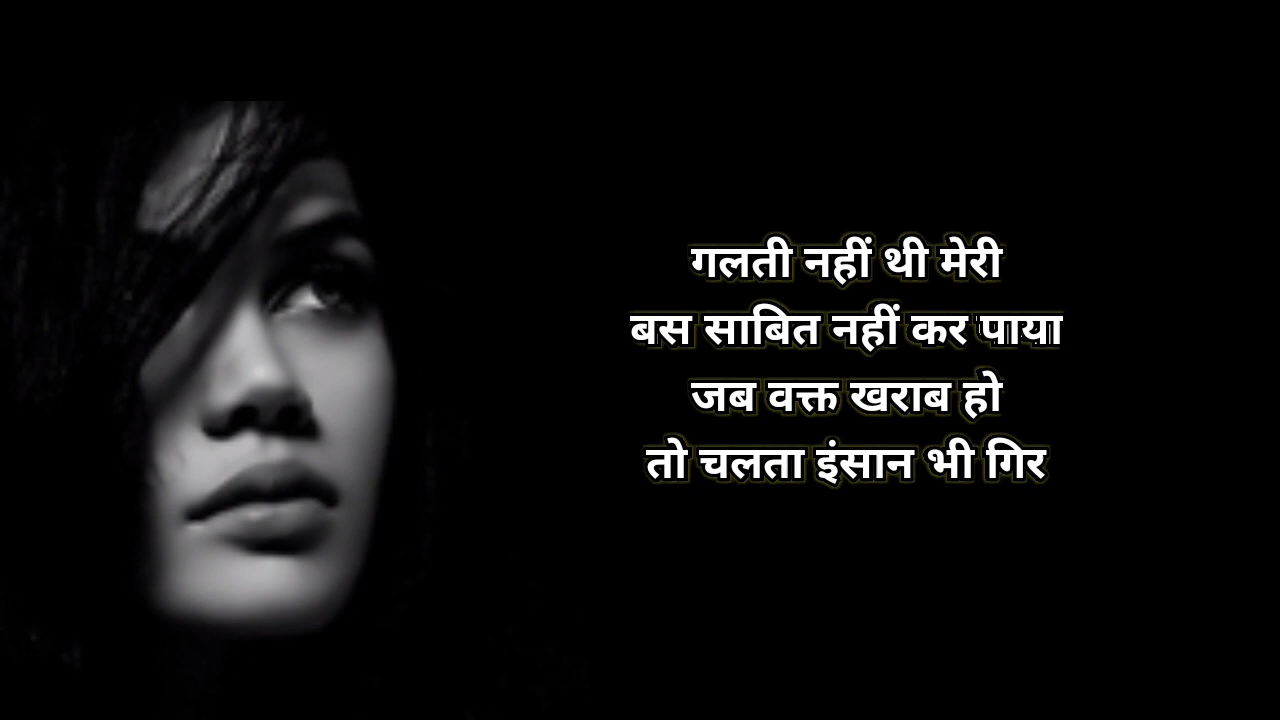 गलती नहीं थी मेरी
बस साबित नहीं कर पाया
जब वक्त खराब हो
तो चलता इंसान भी गिर